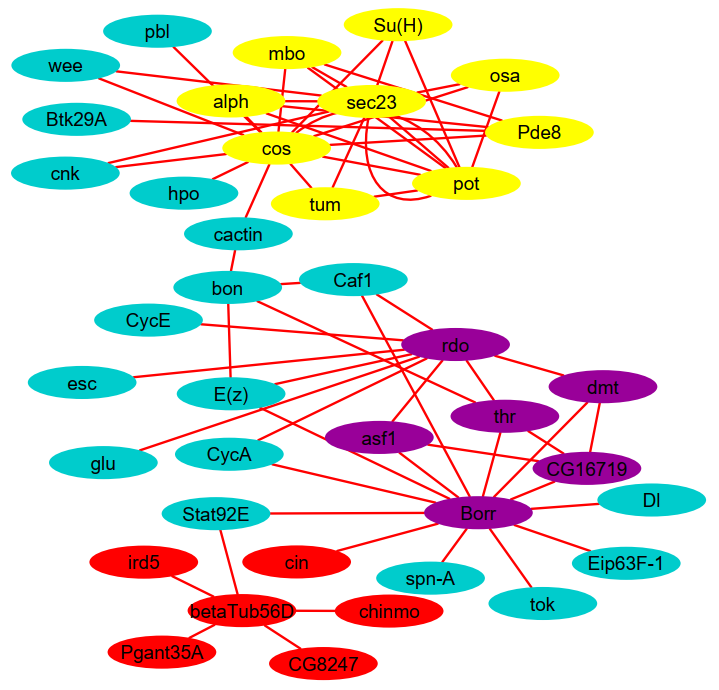 pbl
Su(H)
mbo
wee
osa
alph
sec23
Btk29A
Pde8
cos
cnk
hpo
pot
tum
cactin
bon
Caf1
CycE
rdo
esc
E(z)
dmt
thr
asf1
glu
CycA
CG16719
Stat92E
Borr
Dl
ird5
cin
Eip63F-1
spn-A
tok
betaTub56D
chinmo
Pgant35A
CG8247